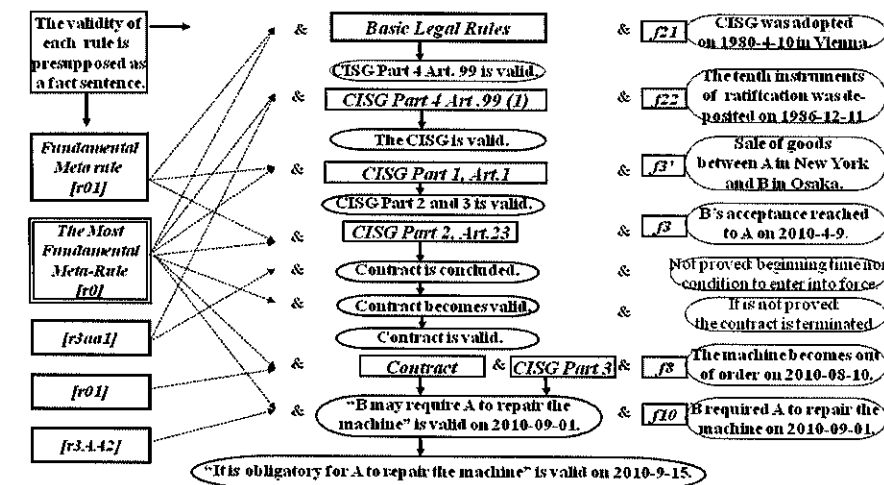 The validity
of each rule is
presupposed as
a fact sentence.
& Basic Legal Rules & f21 CISG was adopted
on 1980-4-10 in Vienna.
CISG Part 4 Art. 99 is valid.
& CISG Part 4 Art .99 (1) & f22 The tenth instruments
of ratification was de-
posited on 1986-12-11
The CISG is valid.
Fundamental
Meta rule
[r01]
& CISG Part 1, Art.1 & f3' Sale of goods
between A in New York
and B in Osaka.
CISG Part 2 and 3 is valid.
The Most
Fundamental
Meta-Rule
[r0]
& CISG Part 2, Art.23 & f3 B's acceptance reached
to A on 2010-4-9.
& Contract is concluded. & Not proved: beginning time nor
condition to enter into force.
& Contract becomes valid. & It is not proved:
the contract is terminated
Contract is valid.
[r3aa1]
& Contract & CISG Part 3 & f8 The machine becomes out
of order on 2010-08-10.
[r01]
& "B may require A to repair the
machine" is valid on 2010-09-01.
& f10 B required A to repair the
machine on 2010-09-01.
[r3AA2]
"It is obligatory for A to repair the machine" is valid on 2010-9-15.